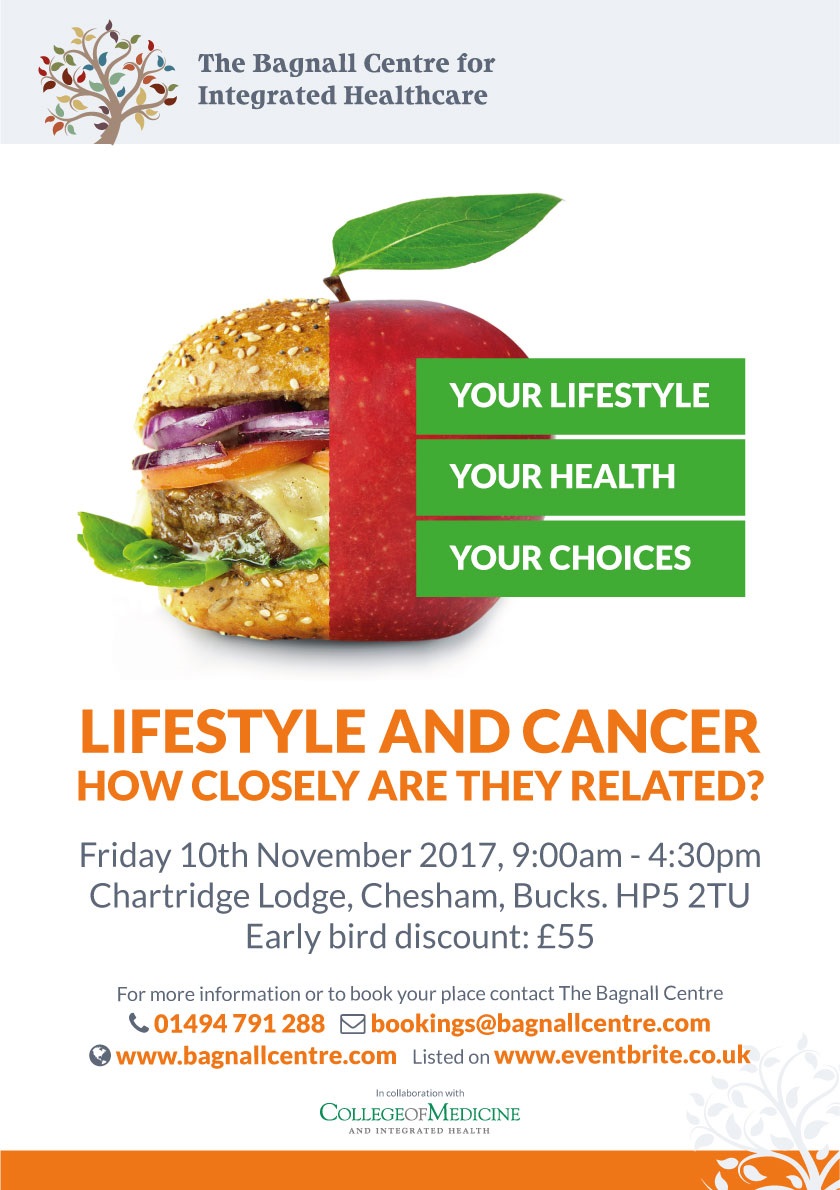 The Bagnall Centre for
Integrated Healthcare
YOUR LIFESTYLE
YOUR HEALTH
YOUR CHOICES
LIFESTYLE AND CANCER
HOW CLOSELY ARE THEY RELATED?
Friday 10th November 2017, 9:00am - 4:30pm
Chartridge Lodge, Chesham, Bucks. HP5 2TU
Early bird discount: £55
For more information or to book your place contact The Bagnall Centre
01494 791 288 bookings@bagnallcentre.com
www.bagnallcentre.com Listed on www.eventbrite.co.uk
In collaboration with
COLLEGEOFMEDICINE
AND INTEGRATED HEALTH